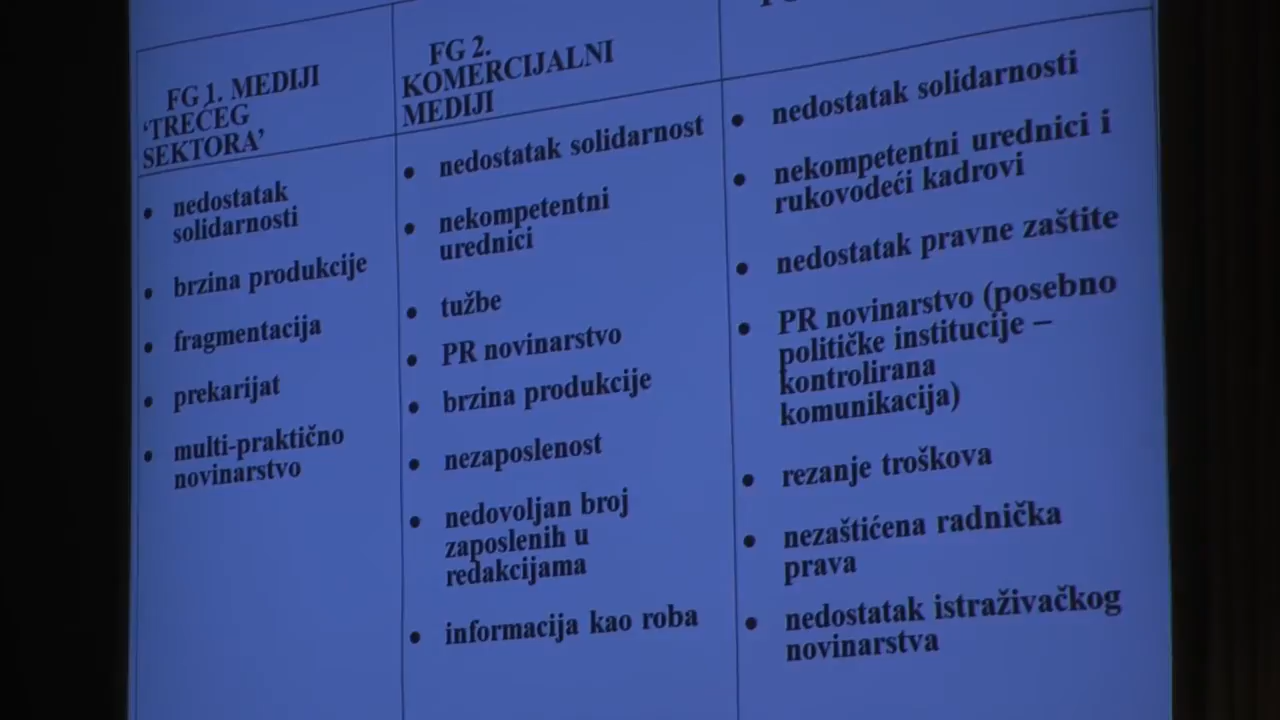 FG 1. MEDIJI
‘TREĆEG
SEKTORA’
nedostatak
solidarnosti
brzina produkcije
fragmentacija
prekarijat
multi-praktično
novinarstvo
FG 2.
KOMERCIJALNI
MEDIJI
nedostatak solidarnost
nekompetentni
urednici
tužbe
PR novinarstvo
brzina produkcije
nezaposlenost
nedovoljan broj
zaposlenih u
redakcijama
informacija kao roba
nedostatak solidarnosti
nekompetentni urednici i
rukovodeći kadrovi
nedostatak pravne zaštite
PR novinarstvo (posebno
političke institucije –
kontrolirana
komunikacija)
rezanje troškova
nezaštićena radnička
prava
nedostatak istraživačkog
novinarstva